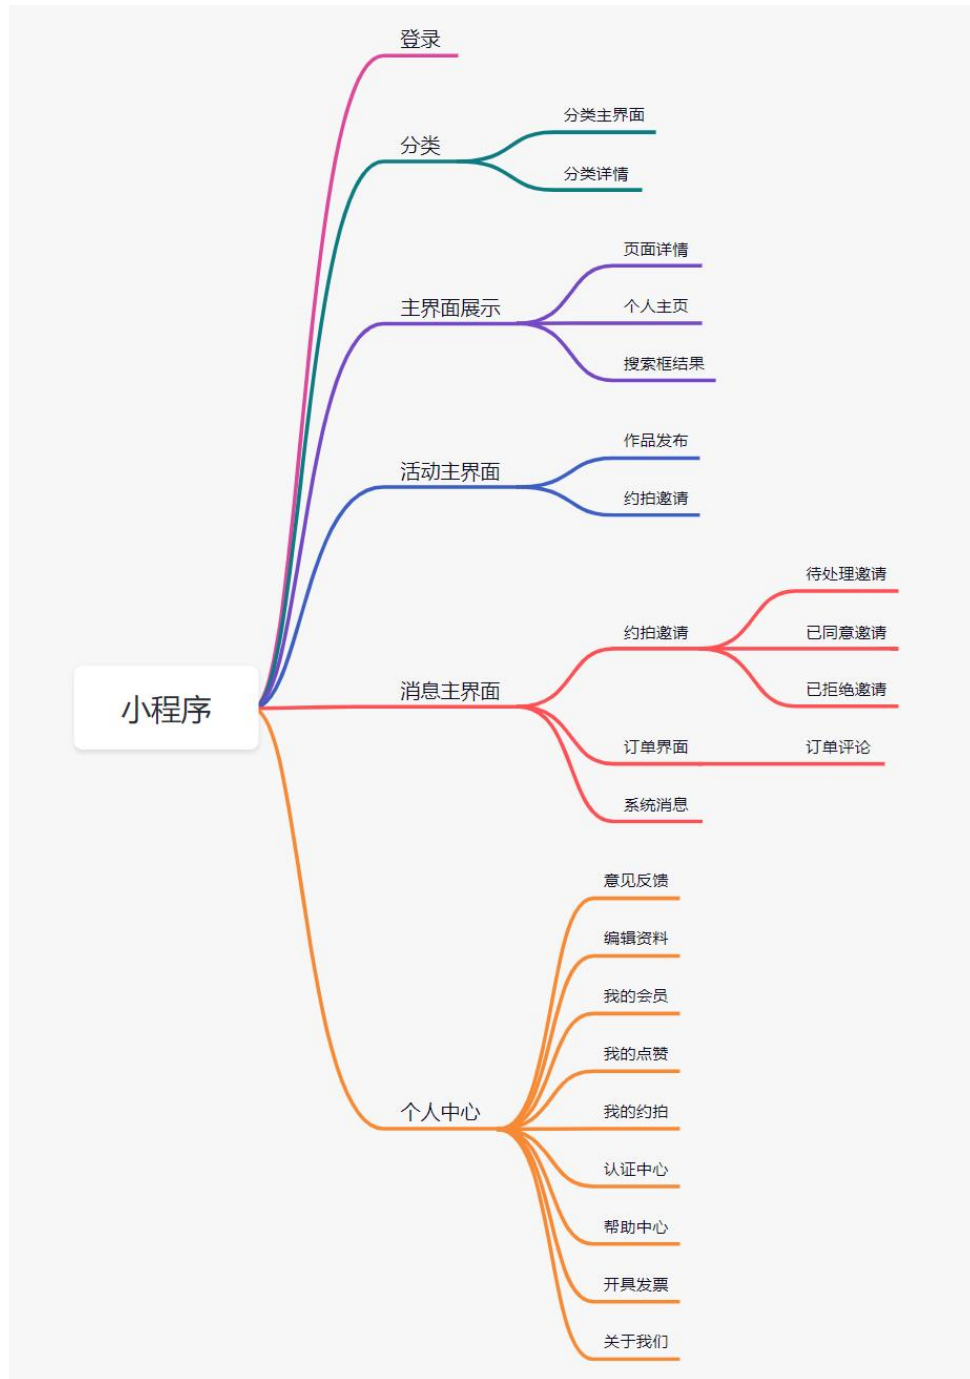 登录
分类
分类主界面
分类详情
主界面展示
页面详情
个人主页
搜索框结果
活动主界面
作品发布
约拍邀请
小程序
消息主界面
约拍邀请
待处理邀请
已同意邀请
已拒绝邀请
订单界面
订单评论
系统消息
个人中心
意见反馈
编辑资料
我的会员
我的点赞
我的约拍
认证中心
帮助中心
开具发票
关于我们